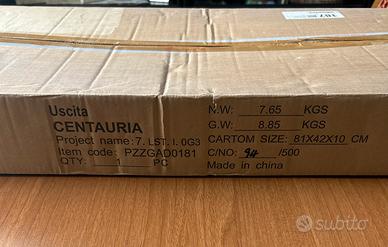 Uscita
CENTAURIA
Project name: 7. LST. I. 0G3
Item code: PZZGAD0181
QTY: 1 PC
N.W: 7.65 KGS
G.W: 8.85 KGS
CARTOM SIZE: 81X42X10 CM
C/NO: /500
Made in china
subito